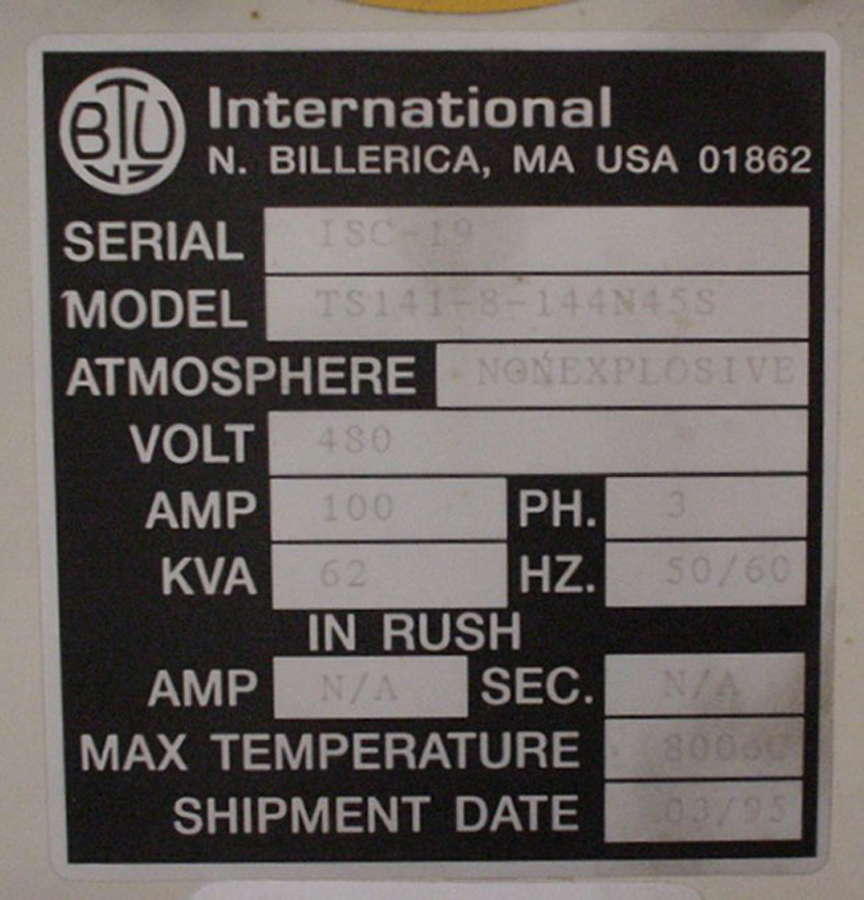 BTU International
N. BILLERICA, MA USA 01862
SERIAL ISC-19
MODEL TS141-8-144N45S
ATMOSPHERE NONEXPLOSIVE
VOLT 480
AMP 100 PH. 3
KVA 62 HZ. 50/60
IN RUSH
AMP N/A SEC. N/A
MAX TEMPERATURE
SHIPMENT DATE 03/95